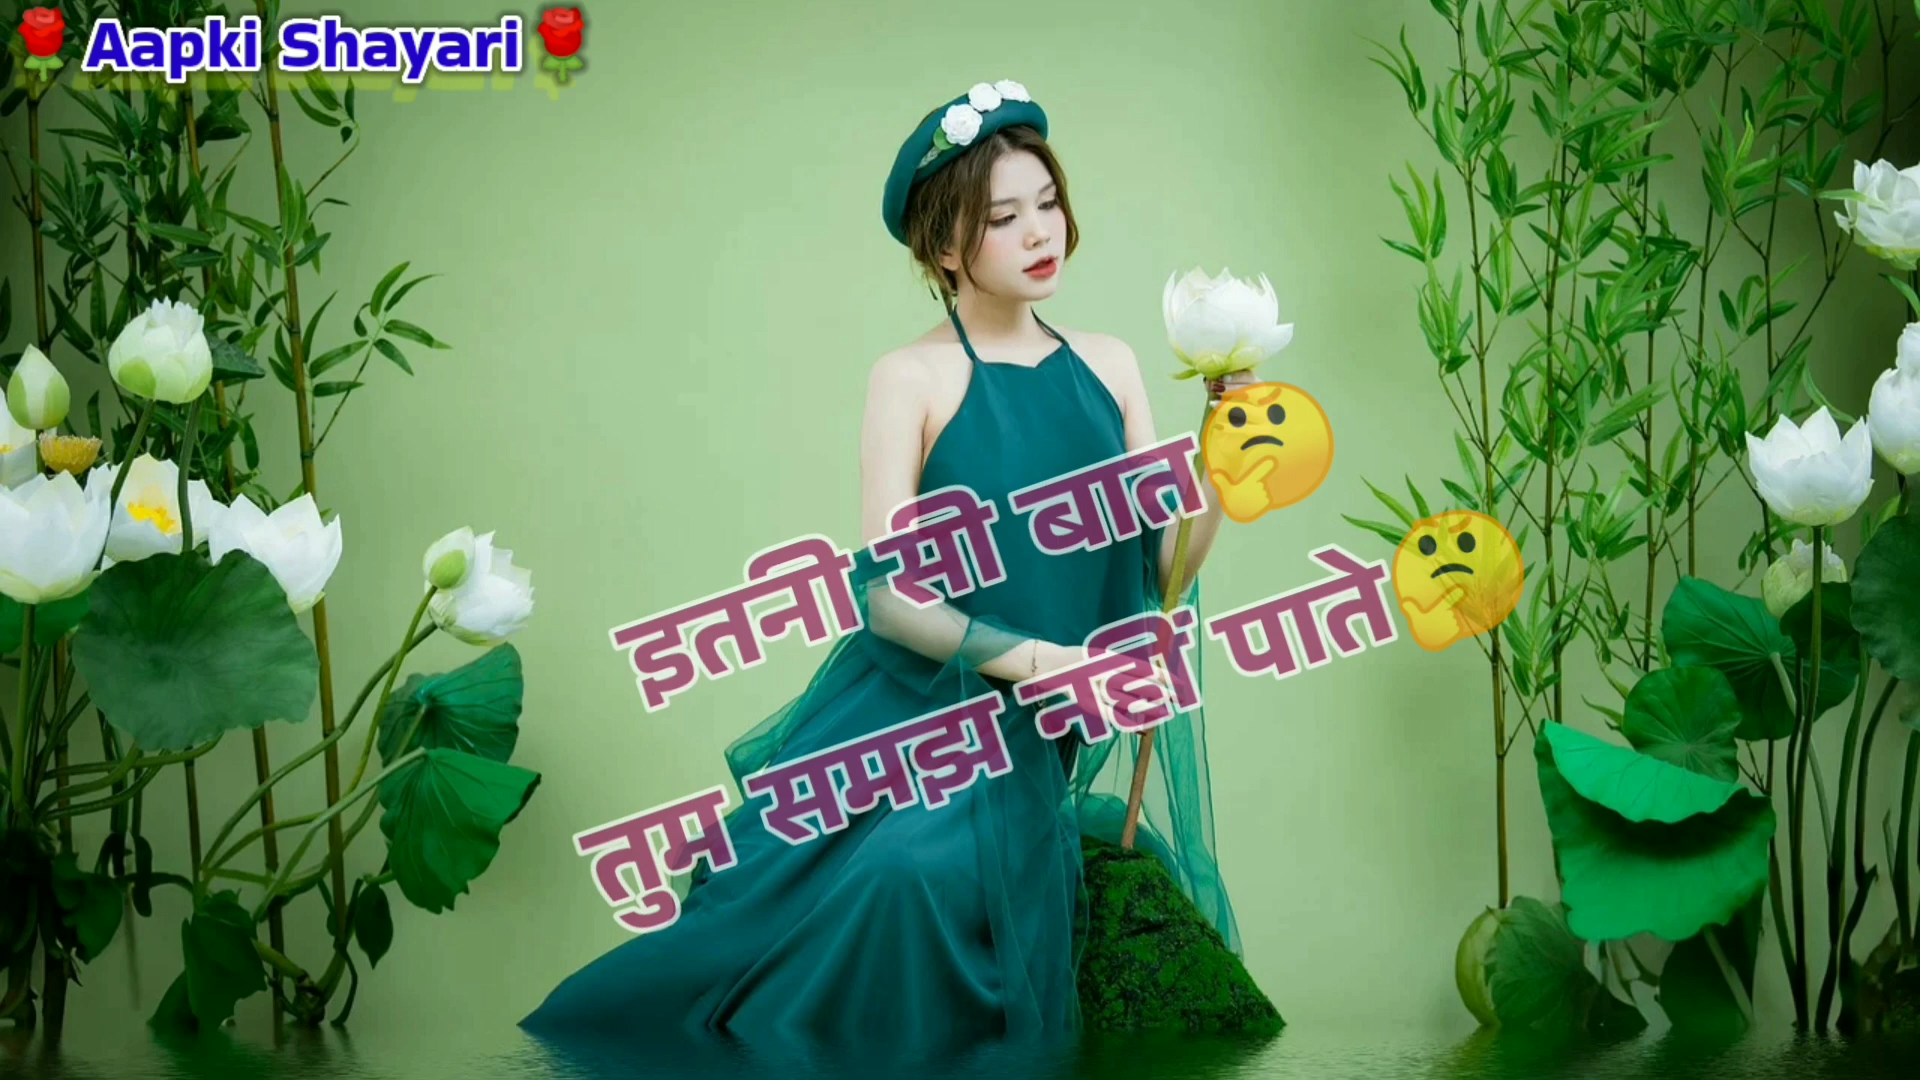 🌹Aapki Shayari🌹
इतनी सी बात🤔
तुम समझ नहीं पाते🤔